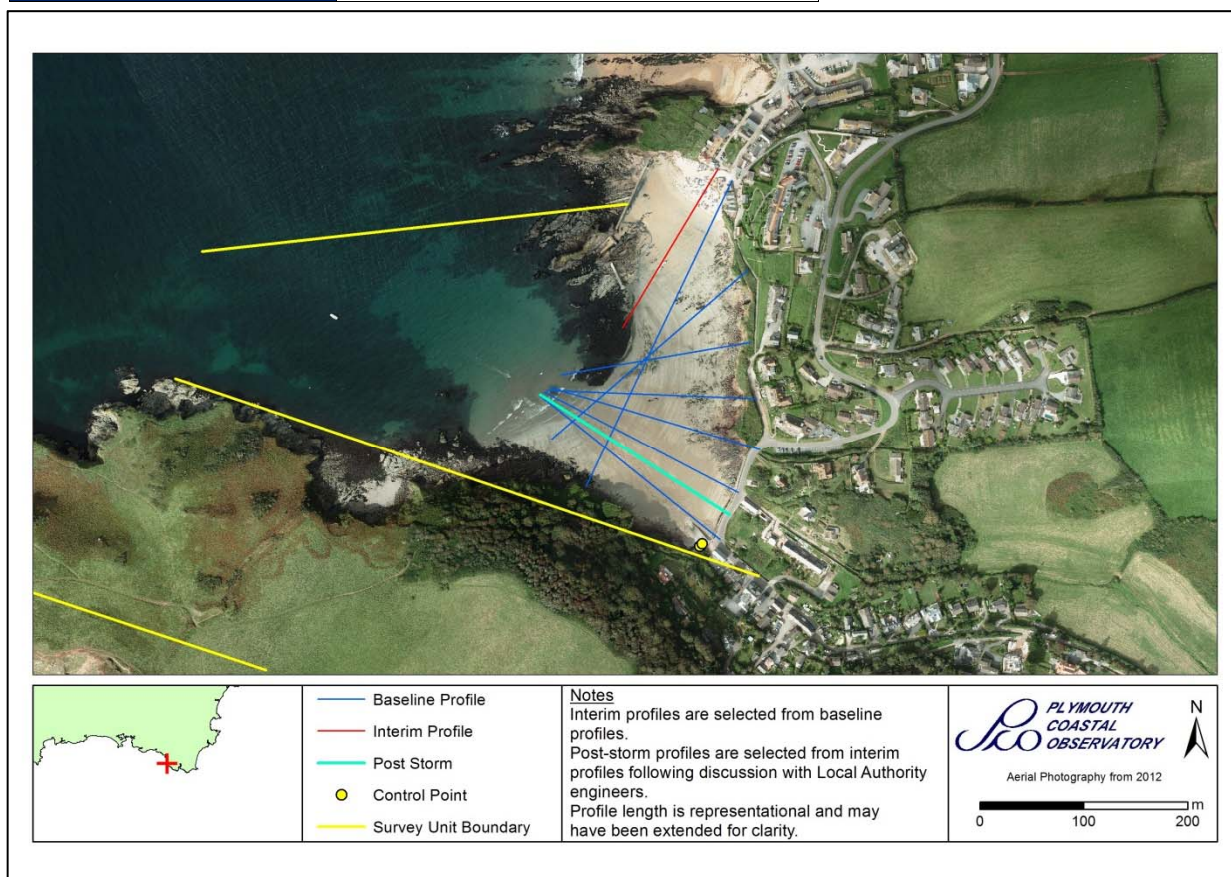 Baseline Profile
Interim Profile
Post Storm
Control Point
Survey Unit Boundary
Notes
Interim profiles are selected from baseline
profiles.
Post-storm profiles are selected from interim
profiles following discussion with Local Authority
engineers.
Profile length is representational and may
have been extended for clarity.
PLYMOUTH
COASTAL
OBSERVATORY
N
Aerial Photography from 2012
m
0 100 200